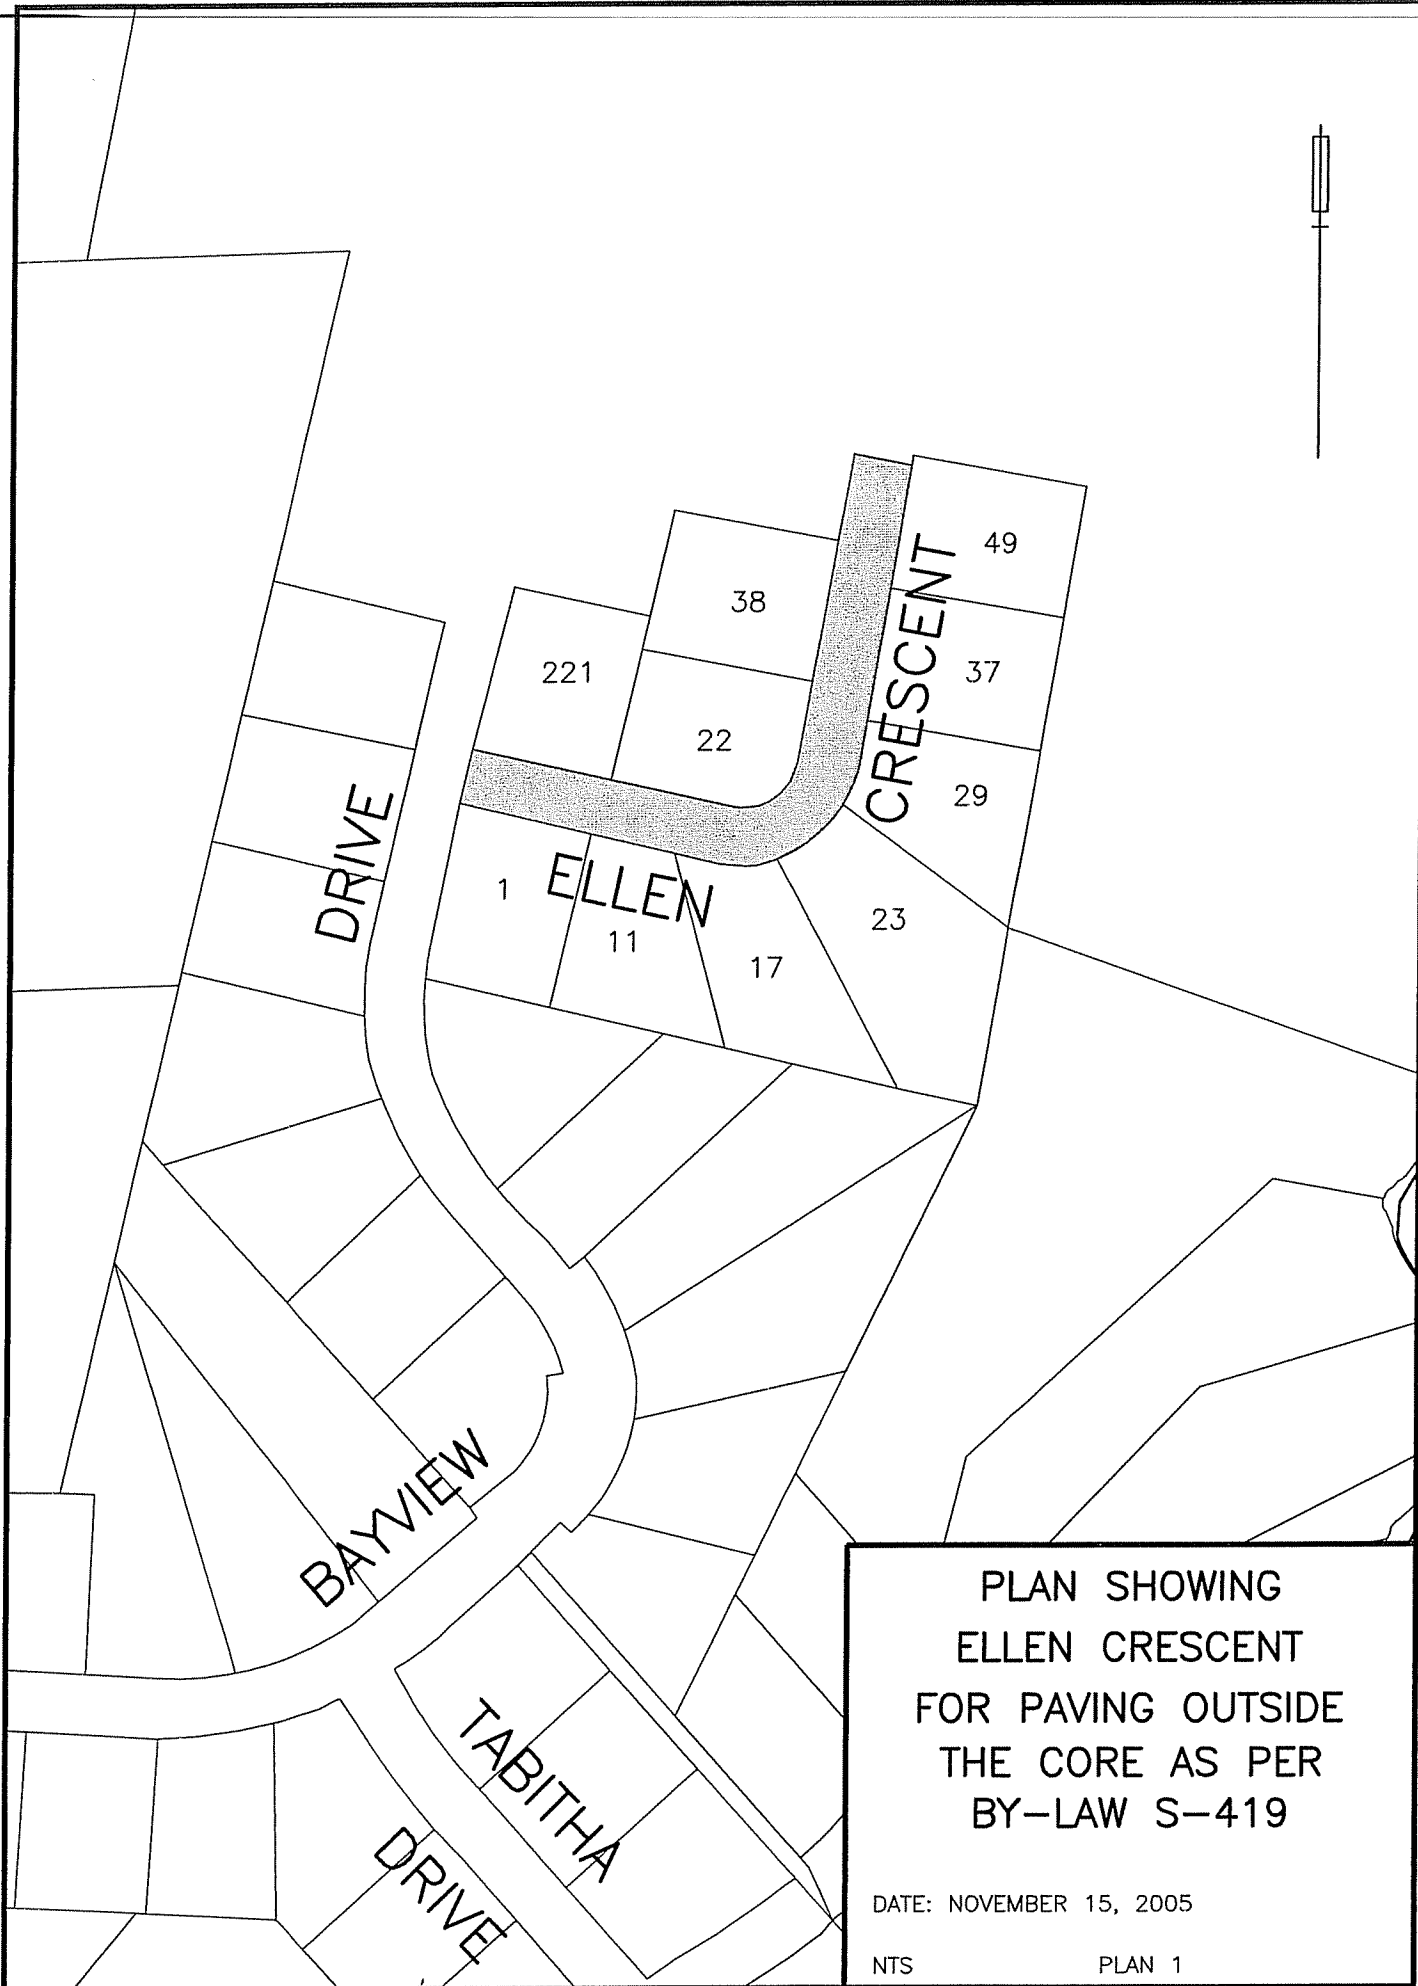 49
38
CRESCENT
37
221
22
29
DRIVE
1
ELLEN
11
23
17
BAYVIEW
TABITHA
DRIVE
PLAN SHOWING
ELLEN CRESCENT
FOR PAVING OUTSIDE
THE CORE AS PER
BY-LAW S-419
DATE: NOVEMBER 15, 2005
NTS PLAN 1